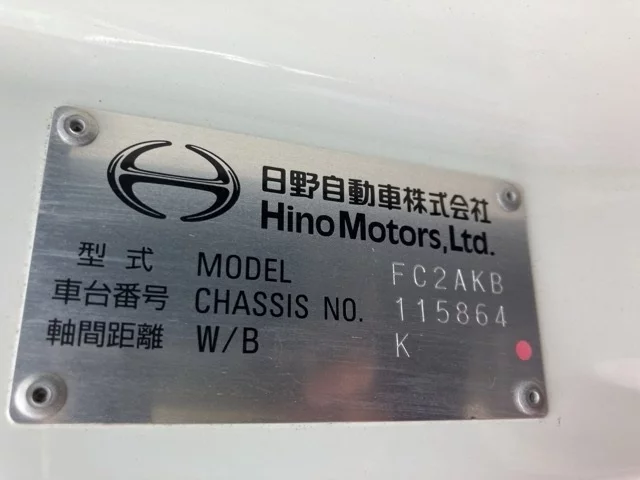 日野自動車株式会社
Hino Motors, Ltd.
型式 MODEL FC2AKB
車台番号 CHASSIS NO. 115864
軸間距離 W/B K